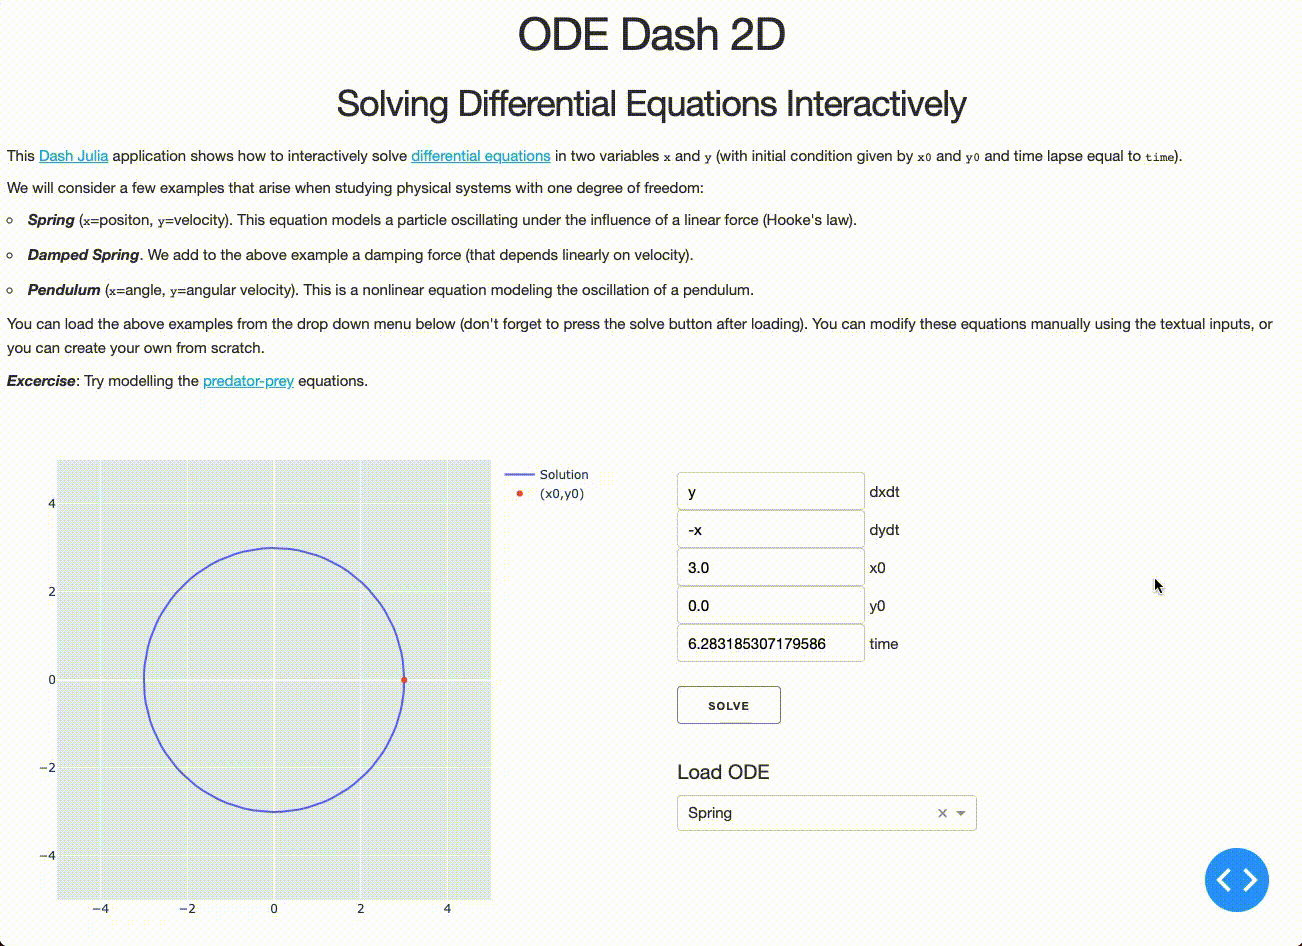 ODE Dash 2D
Solving Differential Equations Interactively
This Dash Julia application shows how to interactively solve differential equations in two variables x and y (with initial condition given by x0 and y0 and time lapse equal to time).
We will consider a few examples that arise when studying physical systems with one degree of freedom:
Spring (x=positon, y=velocity). This equation models a particle oscillating under the influence of a linear force (Hooke's law).
Damped Spring. We add to the above example a damping force (that depends linearly on velocity).
Pendulum (x=angle, y=angular velocity). This is a nonlinear equation modeling the oscillation of a pendulum.
You can load the above examples from the drop down menu below (don't forget to press the solve button after loading). You can modify these equations manually using the textual inputs, or
you can create your own from scratch.
Excercise: Try modelling the predator-prey equations.
Solution
(x0,y0)
4
2
0
−2
−4
−4 −2 0 2 4
y dxdt
-x dydt
3.0 x0
0.0 y0
6.283185307179586 time
SOLVE
Load ODE
Spring